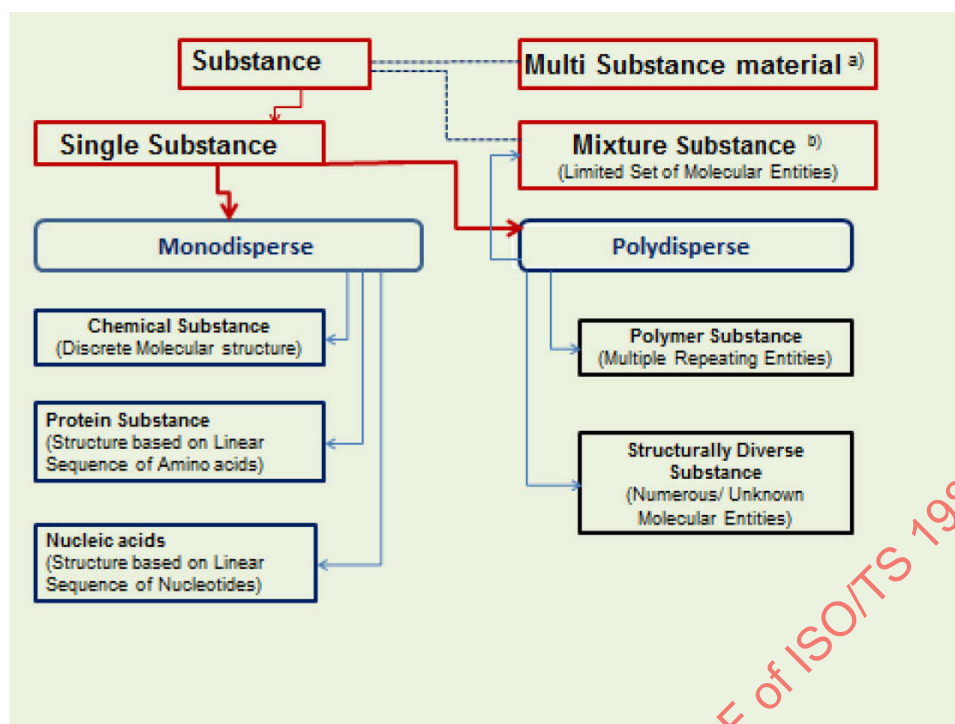 Substance
Multi Substance material a)
Single Substance
Mixture Substance b)
(Limited Set of Molecular Entities)
Monodisperse
Polydisperse
Chemical Substance
(Discrete Molecular structure)
Polymer Substance
(Multiple Repeating Entities)
Protein Substance
(Structure based on Linear
Sequence of Amino acids)
Structurally Diverse
Substance
(Numerous/ Unknown
Molecular Entities)
Nucleic acids
(Structure based on Linear
Sequence of Nucleotides)
of ISO/TS